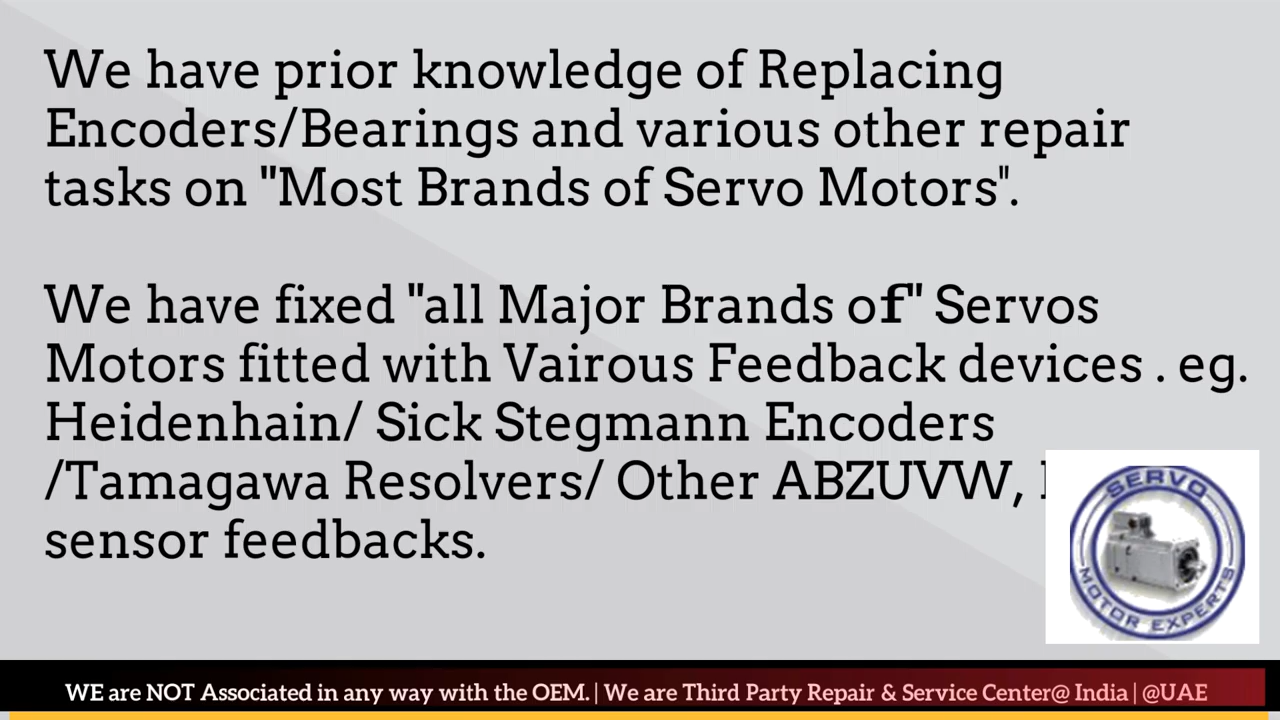 We have prior knowledge of Replacing
Encoders/Bearings and various other repair
tasks on "Most Brands of Servo Motors".
We have fixed "all Major Brands of" Servos
Motors fitted with Vairous Feedback devices . eg.
Heidenhain/ Sick Stegmann Encoders
/Tamagawa Resolvers/ Other ABZUVW,
sensor feedbacks.
SERVO
MOTOR EXPERTS
WE are NOT Associated in any way with the OEM. | We are Third Party Repair & Service Center@ India | @UAE